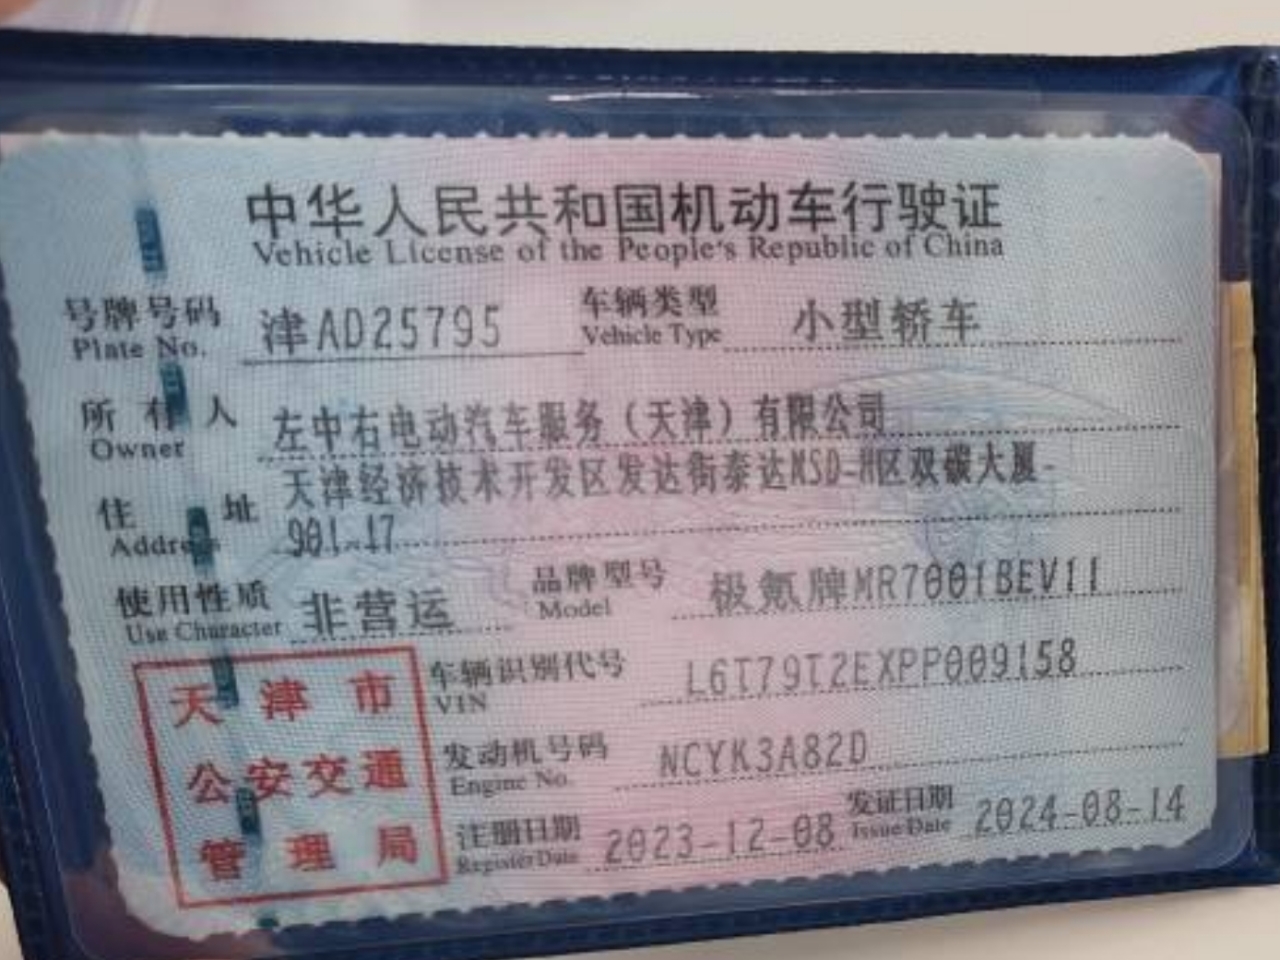 中华人民共和国机动车行驶证
Vehicle License of the People's Republic of China
号牌号码 津AD25795 车辆类型 小型轿车
Plate No. Vehicle Type
所有人 左中右电动汽车服务（天津）有限公司
Owner
住址 天津经济技术开发区发达街泰达MSD-H区双碳大厦-
Address 901-17
使用性质 非营运 品牌型号 极氪牌MR7001BEV11
Use Character Model
车辆识别代号 L6T79T2EXPP009158
VIN
发动机号码 NCYK3A82D
Engine No.
注册日期 2023-12-08 发证日期 2024-08-14
Register Date Issue Date
天津市
公安交通
管理局